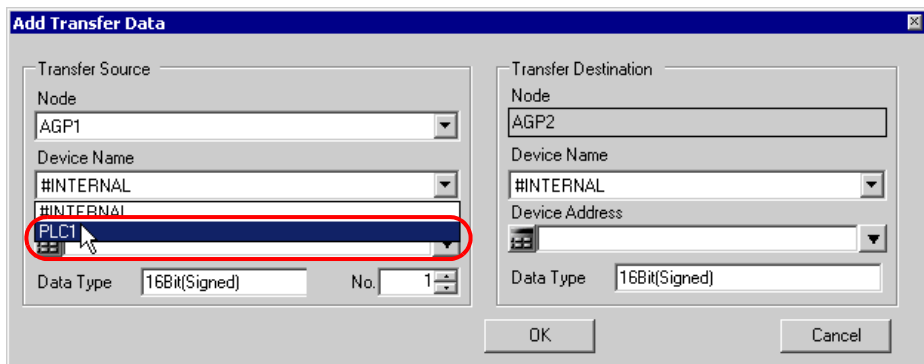 Add Transfer Data
Transfer Source
Node
AGP1
Device Name
#INTERNAL
#INTERNAL
PLC1
Data Type 16Bit(Signed) No. 1
Transfer Destination
Node
AGP2
Device Name
#INTERNAL
Device Address
Data Type 16Bit(Signed)
OK Cancel